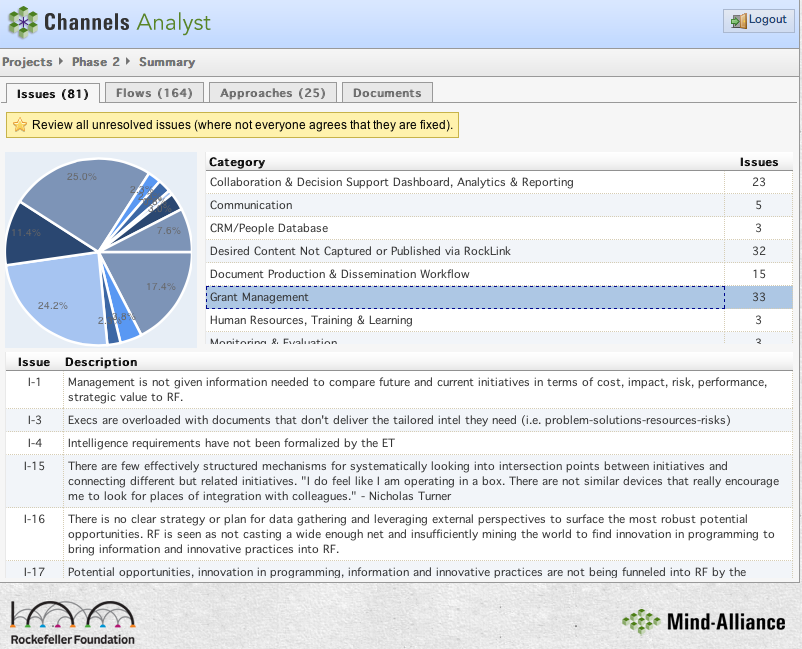 Channels Analyst
Logout
Projects Phase 2 Summary
Issues (81) Flows (164) Approaches (25) Documents
Review all unresolved issues (where not everyone agrees that they are fixed).
25.0%
11.4%
7.6%
17.4%
24.2%
Category Issues
Collaboration & Decision Support Dashboard, Analytics & Reporting 23
Communication 5
CRM/People Database 3
Desired Content Not Captured or Published via RockLink 32
Document Production & Dissemination Workflow 15
Grant Management 33
Human Resources, Training & Learning 3
Monitoring & Evaluation 3
Issue Description
I-1 Management is not given information needed to compare future and current initiatives in terms of cost, impact, risk, performance,
strategic value to RF.
I-3 Execs are overloaded with documents that don't deliver the tailored intel they need (i.e. problem-solutions-resources-risks)
I-4 Intelligence requirements have not been formalized by the ET
I-15 There are few effectively structured mechanisms for systematically looking into intersection points between initiatives and
connecting different but related initiatives. "I do feel like I am operating in a box. There are not similar devices that really encourage
me to look for places of integration with colleagues." - Nicholas Turner
I-16 There is no clear strategy or plan for data gathering and leveraging external perspectives to surface the most robust potential
opportunities. RF is seen as not casting a wide enough net and insufficiently mining the world to find innovation in programming to
bring information and innovative practices into RF.
I-17 Potential opportunities, innovation in programming, information and innovative practices are not being funneled into RF by the
Rockefeller Foundation
Mind-Alliance